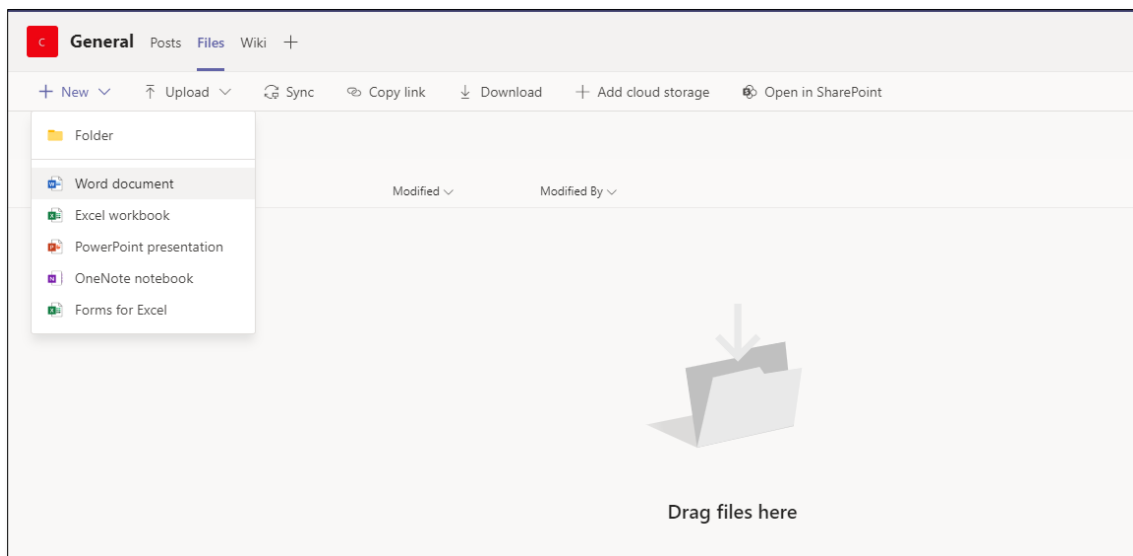 C General Posts Files Wiki
New Upload Sync Copy link Download Add cloud storage Open in SharePoint
Folder
Word document
Modified Modified By
Excel workbook
PowerPoint presentation
OneNote notebook
Forms for Excel
Drag files here